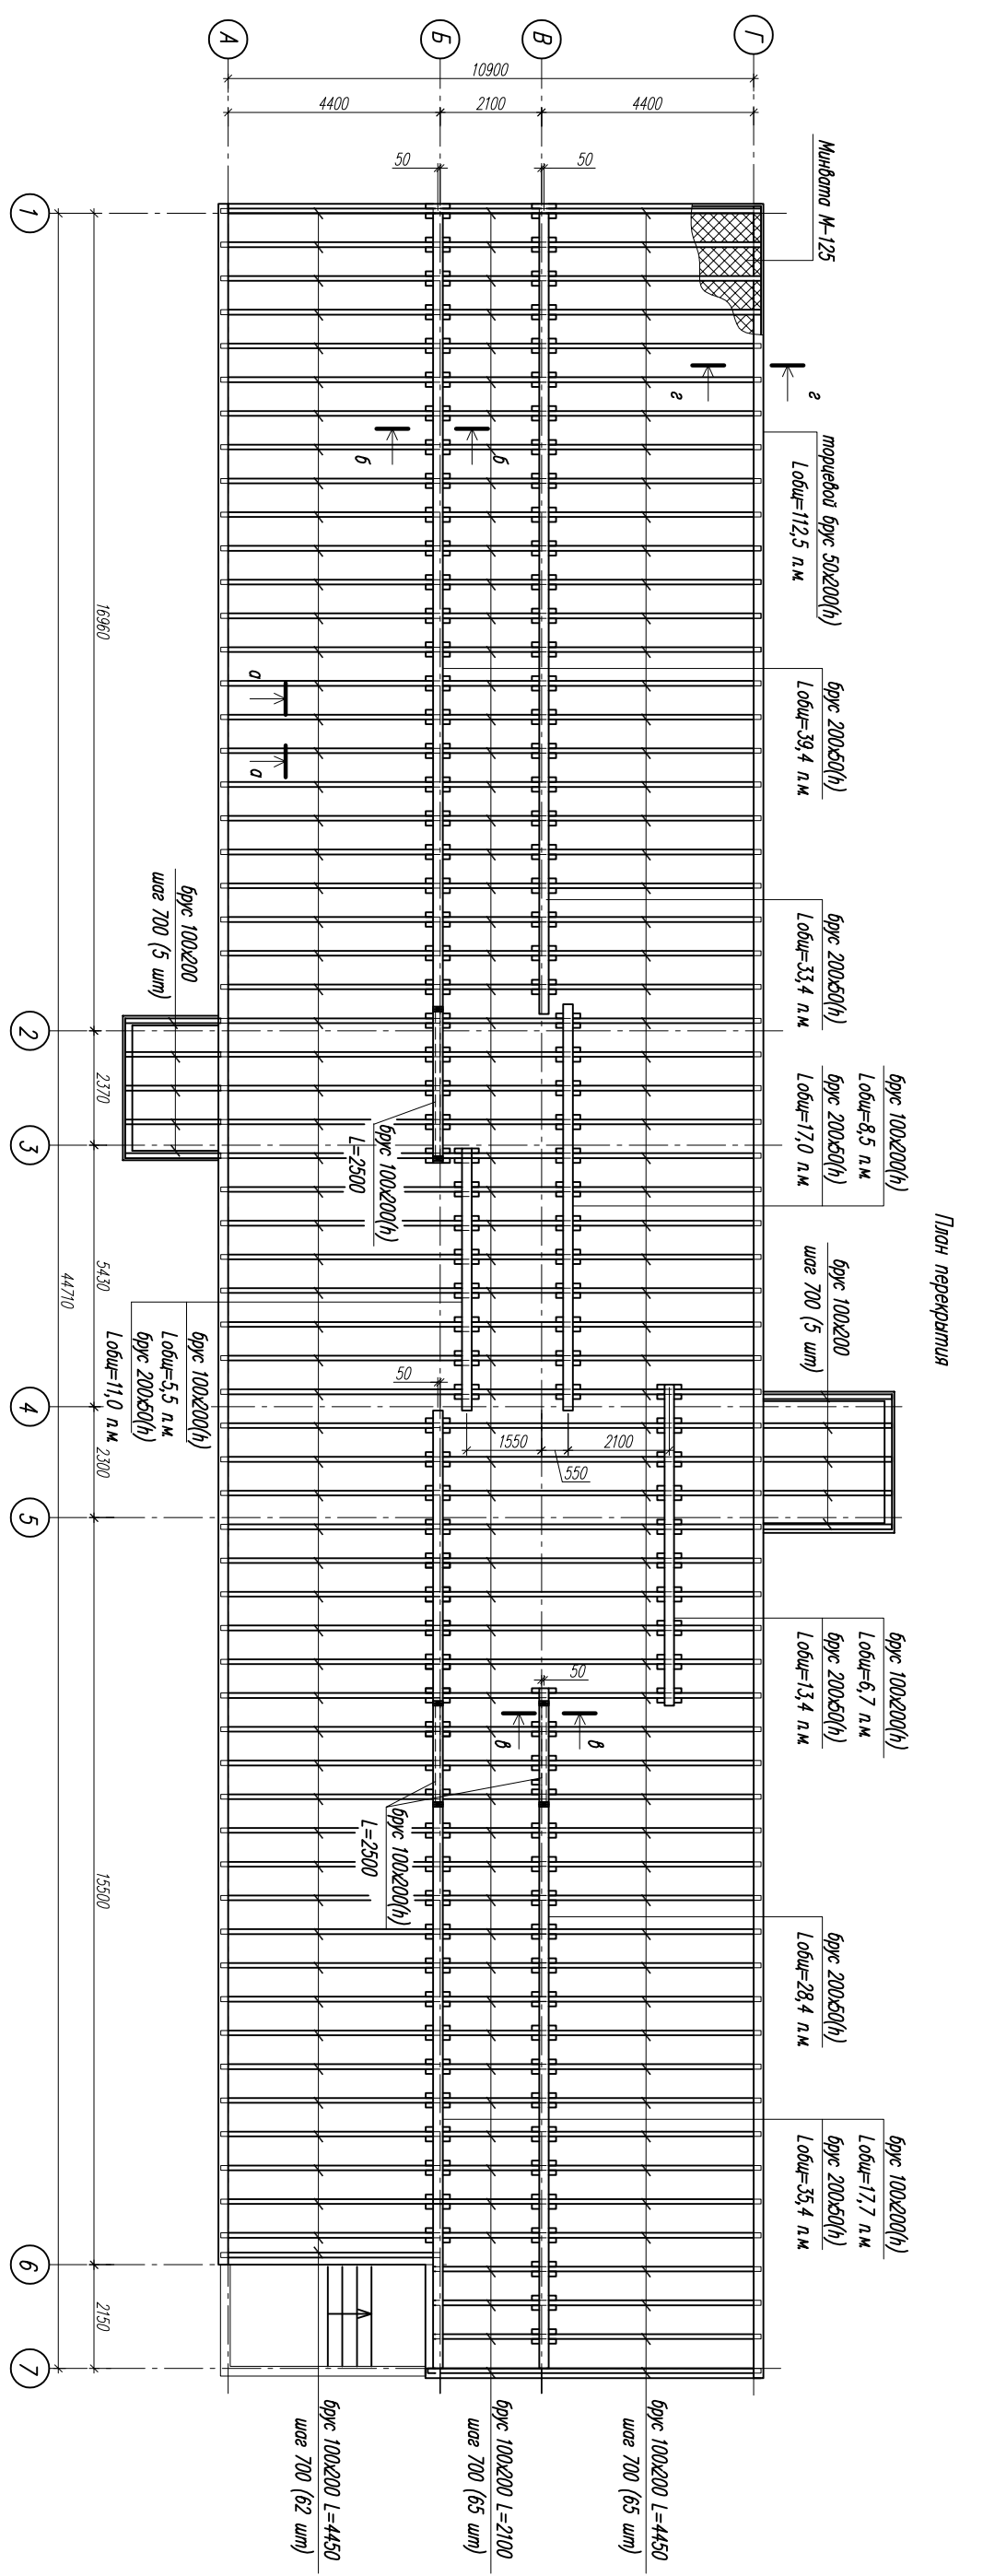 План перекрытия
Минвата М-125
торцевой брус 50х200(h)
Lобщ=112,5 п.м.
брус 200х50(h)
Lобщ=39,4 п.м.
брус 200х50(h)
Lобщ=33,4 п.м.
брус 100х200(h)
Lобщ=8,5 п.м.
брус 200х50(h)
Lобщ=17,0 п.м.
брус 100х200
шаг 700 (5 шт)
брус 100х200(h)
Lобщ=6,7 п.м.
брус 200х50(h)
Lобщ=13,4 п.м.
брус 200х50(h)
Lобщ=28,4 п.м.
брус 100х200(h)
Lобщ=17,7 п.м.
брус 200х50(h)
Lобщ=35,4 п.м.
Г
В
Б
А
10900
4400
2100
4400
50
50
г
г
б
б
а
а
в
в
50
50
1550
550
2100
брус 100х200(h)
L=2500
брус 100х200(h)
L=2500
брус 100х200
шаг 700 (5 шт)
брус 100х200(h)
Lобщ=5,5 п.м.
брус 200х50(h)
Lобщ=11,0 п.м.
брус 100х200 L=4450
шаг 700 (65 шт)
брус 100х200 L=2100
шаг 700 (65 шт)
брус 100х200 L=4450
шаг 700 (62 шт)
16960
2370
5430
2300
15500
2150
44710
1
2
3
4
5
6
7